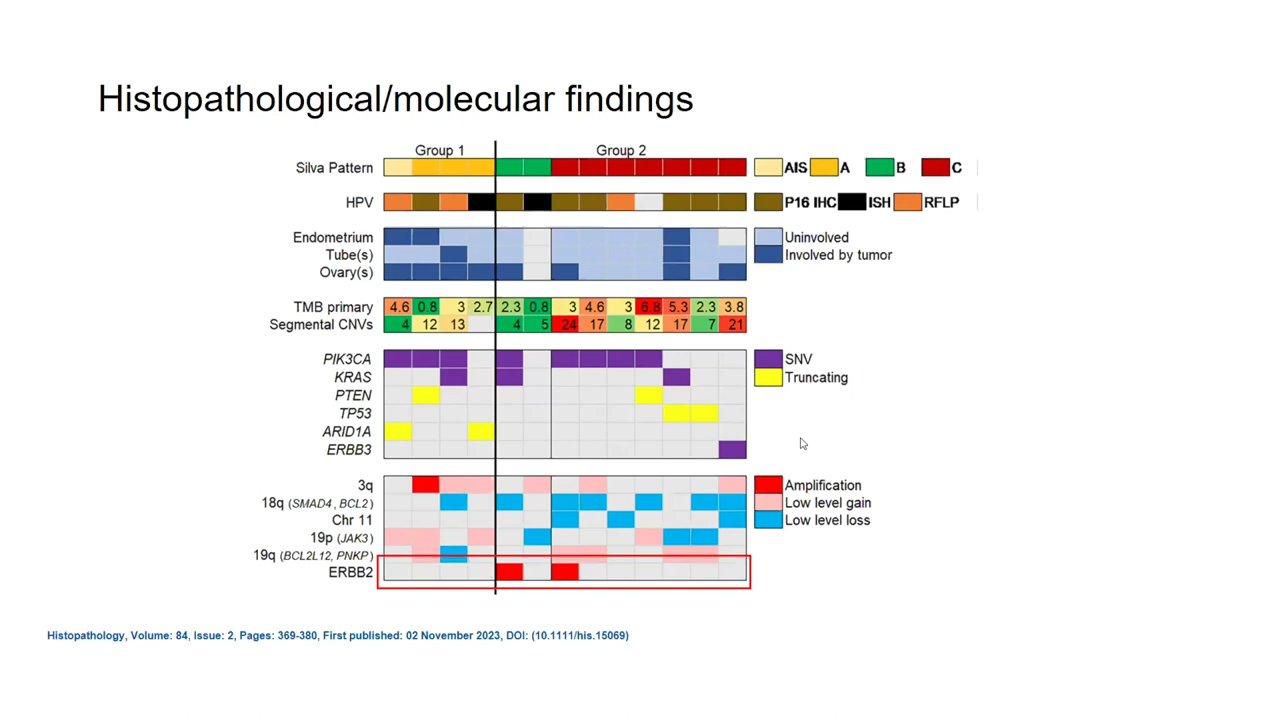 Histopathological/molecular findings
Group 1 Group 2
Silva Pattern AIS A B C
HPV P16 IHC ISH RFLP
Endometrium Uninvolved
Tube(s) Involved by tumor
Ovary(s)
TMB primary 4.6 0.8 3 2.7 2.3 0.8 3 4.6 3 6.8 5.3 2.3 3.8
Segmental CNVs 4 12 13 4 5 24 17 8 12 17 7 21
PIK3CA SNV
KRAS Truncating
PTEN
TP53
ARID1A
ERBB3
3q Amplification
18q (SMAD4, BCL2) Low level gain
Chr 11 Low level loss
19p (JAK3)
19q (BCL2L12, PNKP)
ERBB2
Histopathology, Volume: 84, Issue: 2, Pages: 369-380, First published: 02 November 2023, DOI: (10.1111/his.15069)